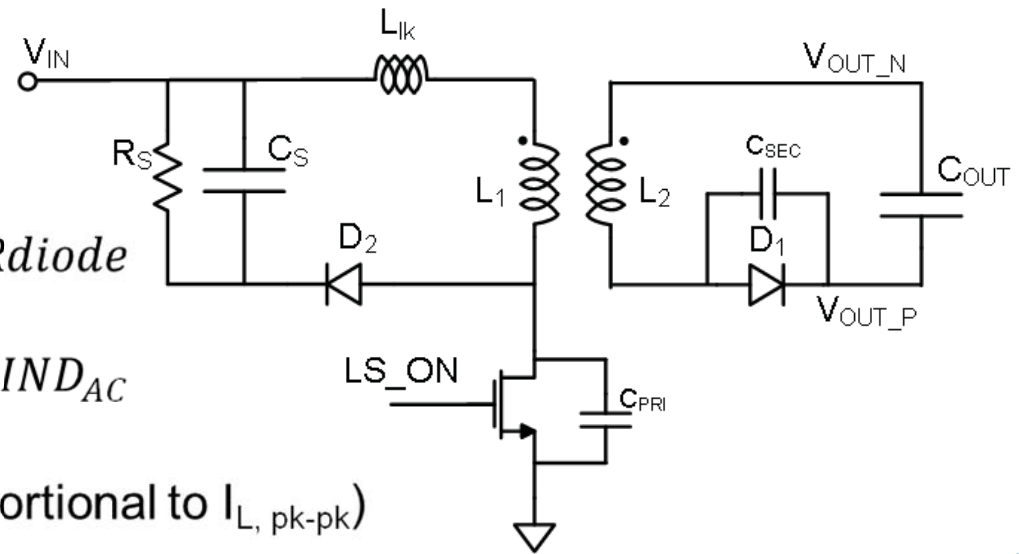 V_IN
L_lk
V_OUT_N
R_S
C_S
L_1
L_2
C_SEC
C_OUT
D_2
D_1
Rdiode
V_OUT_P
LS_ON
IND_AC
C_PRI
ortional to I_L, pk-pk)